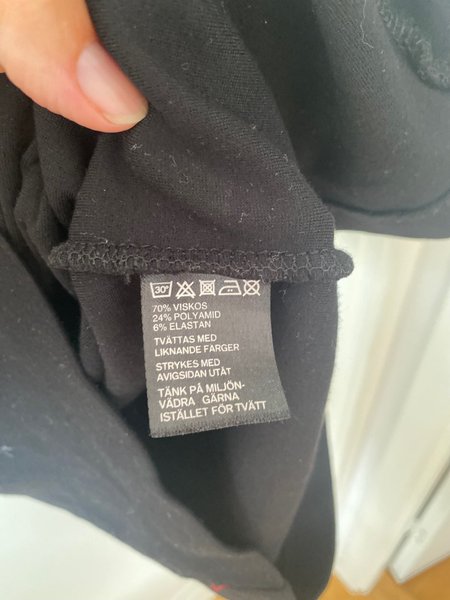 30°
70% VISKOS
24% POLYAMID
6% ELASTAN
TVÄTTAS MED
LIKNANDE FÄRGER
STRYKES MED
AVIGSIDAN UTÅT
TÄNK PÅ MILJÖN-
VÄDRA GÄRNA
ISTÄLLET FÖR TVÄTT